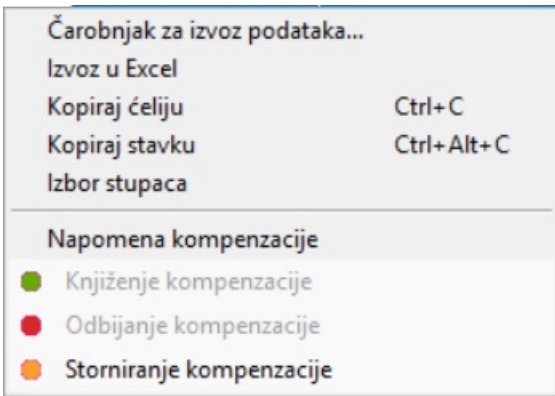 Čarobnjak za izvoz podataka...
Izvoz u Excel
Kopiraj ćeliju Ctrl+C
Kopiraj stavku Ctrl+Alt+C
Izbor stupaca
Napomena kompenzacije
Knjiženje kompenzacije
Odbijanje kompenzacije
Storniranje kompenzacije